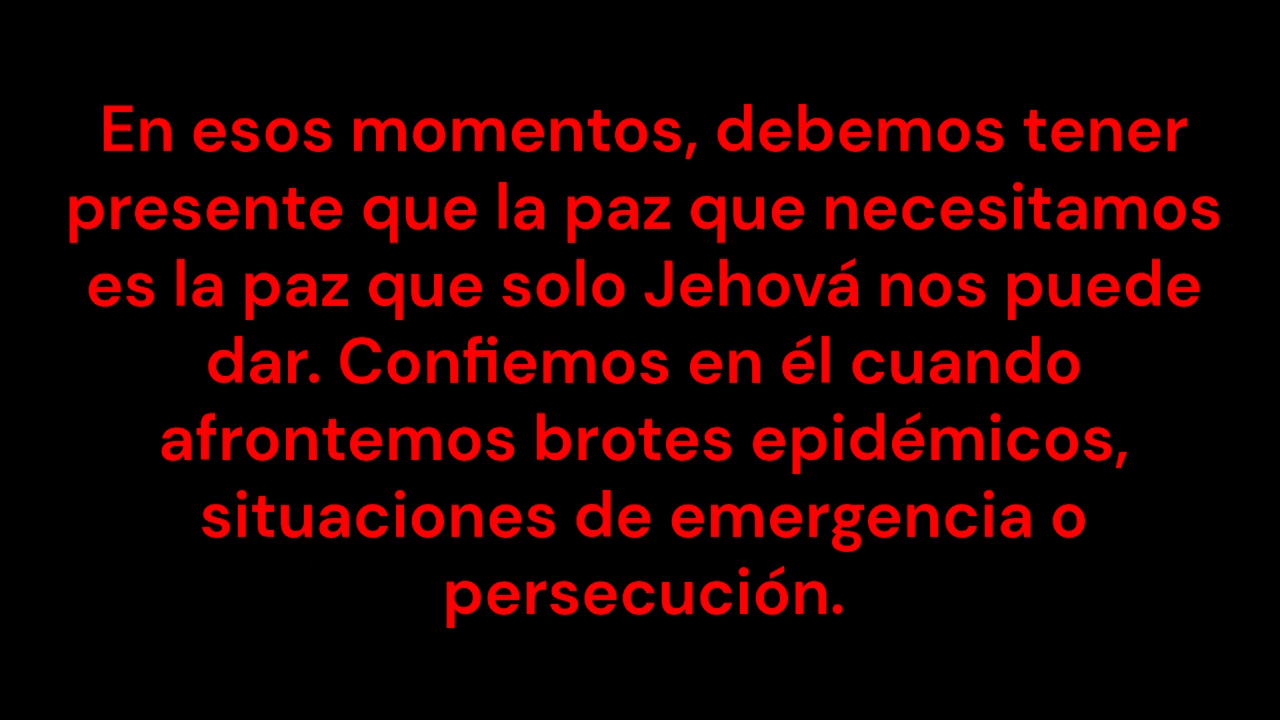 En esos momentos, debemos tener
presente que la paz que necesitamos
es la paz que solo Jehová nos puede
dar. Confiemos en él cuando
afrontemos brotes epidémicos,
situaciones de emergencia o
persecución.